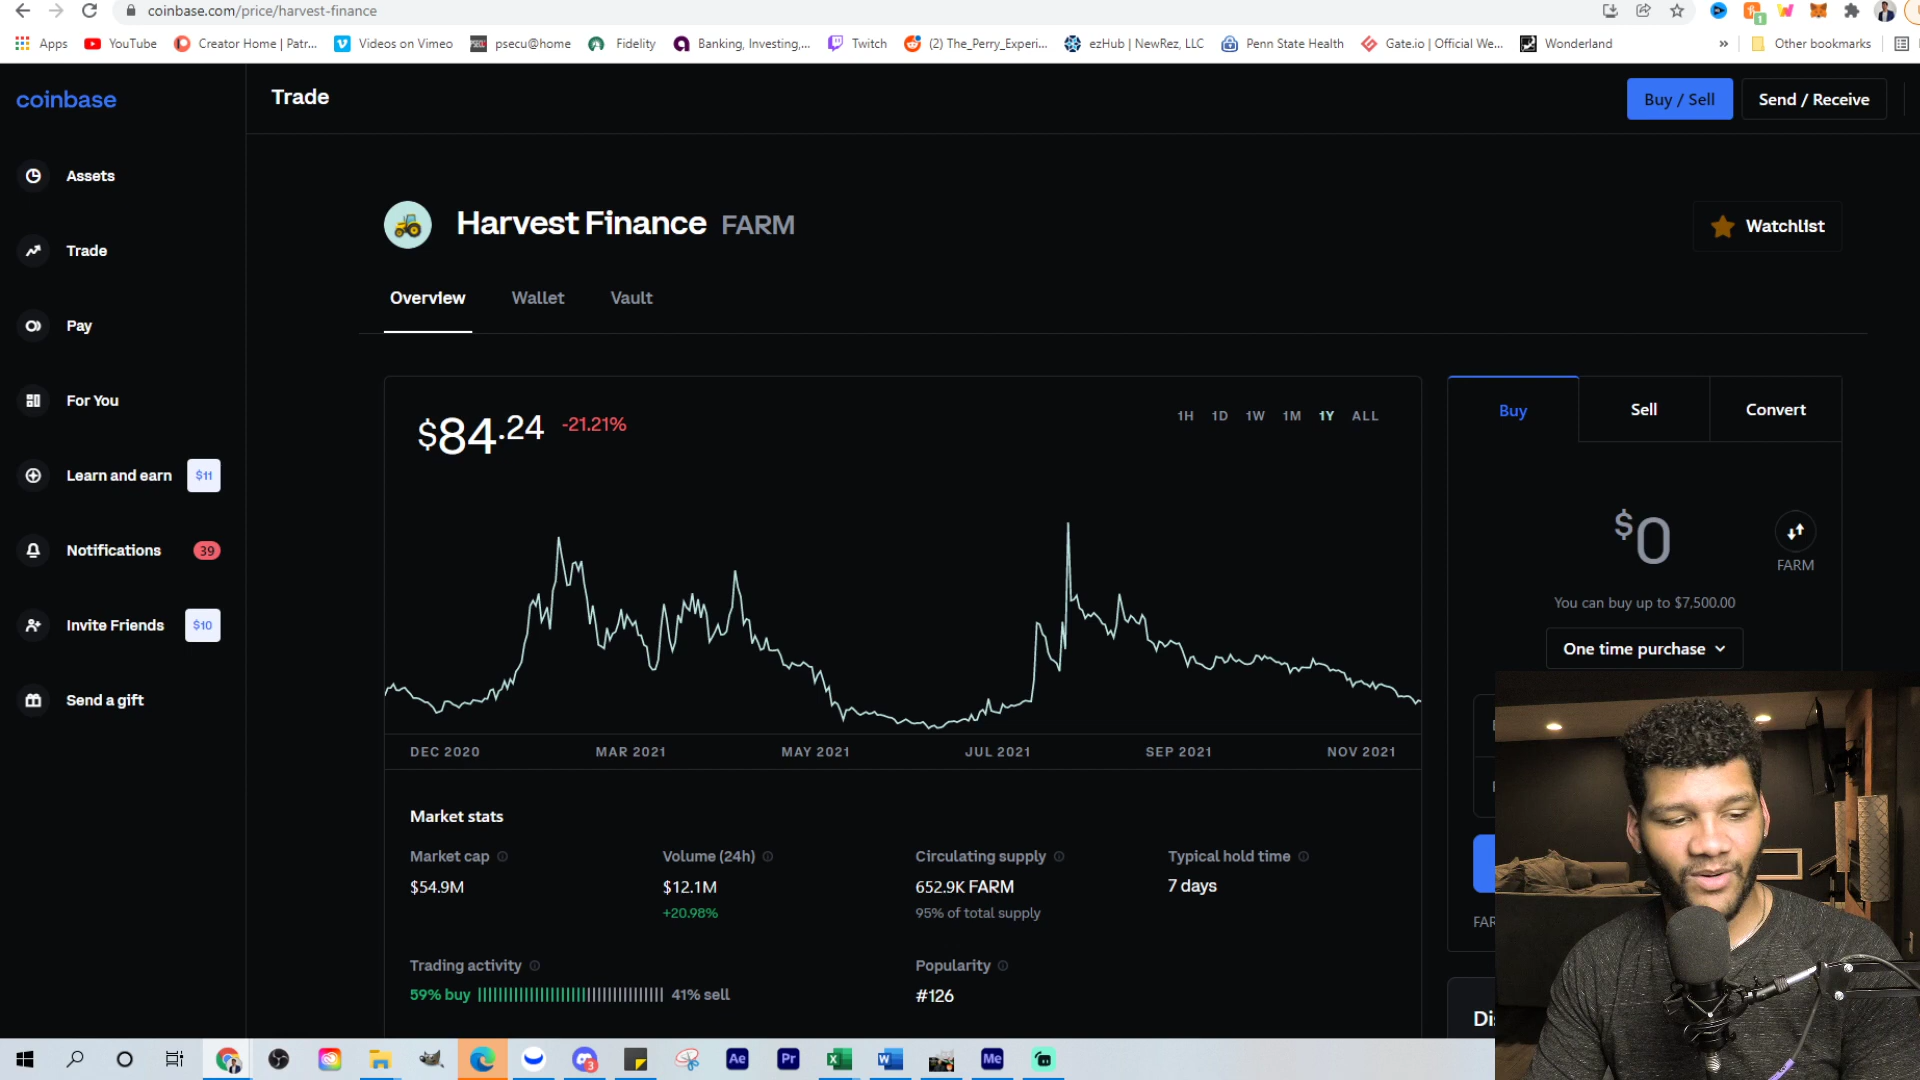 coinbase.com/price/harvest-finance
Apps
YouTube
Creator Home | Patr...
Videos on Vimeo
psecu@home
Fidelity
Banking, Investing,...
Twitch
(2) The_Perry_Experi...
ezHub | NewRez, LLC
Penn State Health
Gate.io | Official We...
Wonderland
»
Other bookmarks
coinbase
Trade
Buy / Sell
Send / Receive
Assets
Trade
Pay
For You
Learn and earn $11
Notifications 39
Invite Friends $10
Send a gift
Harvest Finance FARM
Watchlist
Overview Wallet Vault
$84.24 -21.21%
1H 1D 1W 1M 1Y ALL
DEC 2020 MAR 2021 MAY 2021 JUL 2021 SEP 2021 NOV 2021
Buy Sell Convert
$0
FARM
You can buy up to $7,500.00
One time purchase
FAR
Market stats
Market cap Volume (24h) Circulating supply Typical hold time
$54.9M $12.1M 652.9K FARM 7 days
+20.98% 95% of total supply
Trading activity Popularity
59% buy 41% sell #126
Di
Ae Pr Me
3